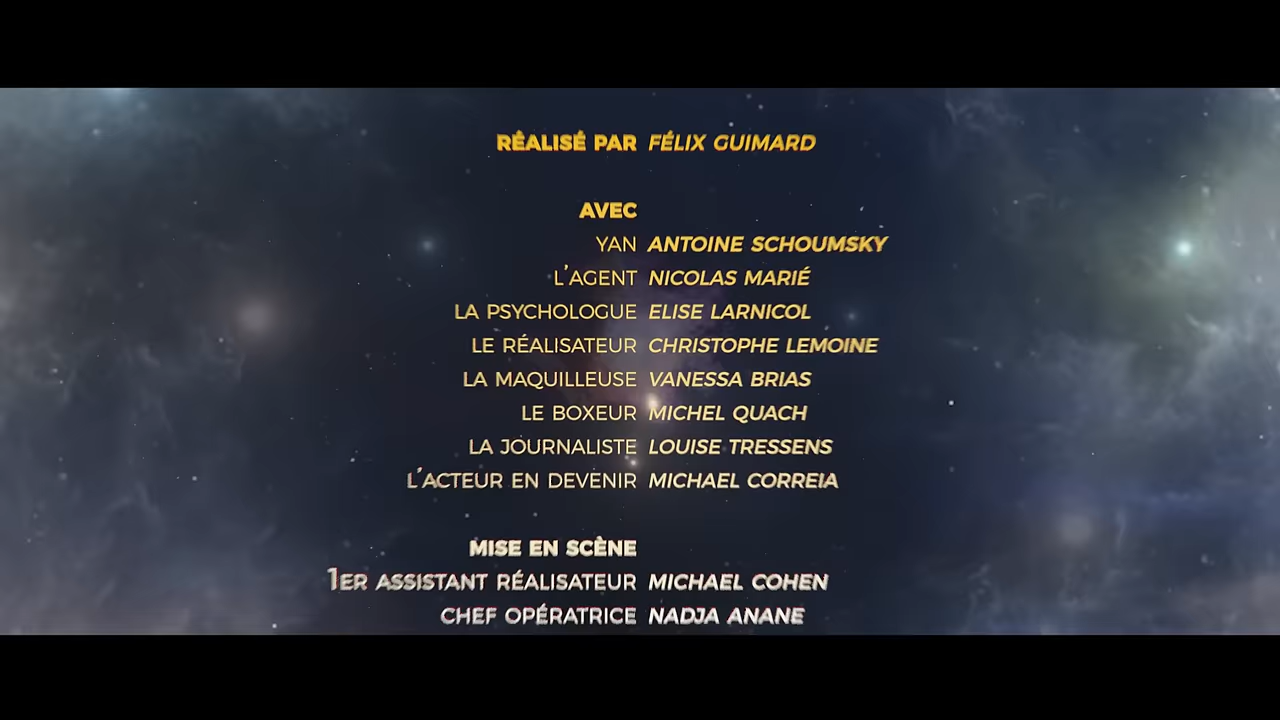 RÉALISÉ PAR FÉLIX GUIMARD
AVEC
YAN ANTOINE SCHOUMSKY
L'AGENT NICOLAS MARIÉ
LA PSYCHOLOGUE ELISE LARNICOL
LE RÉALISATEUR CHRISTOPHE LEMOINE
LA MAQUILLEUSE VANESSA BRIAS
LE BOXEUR MICHEL QUACH
LA JOURNALISTE LOUISE TRESSENS
L'ACTEUR EN DEVENIR MICHAEL CORREIA
MISE EN SCÈNE
1ER ASSISTANT RÉALISATEUR MICHAEL COHEN
CHEF OPÉRATRICE NADJA ANANE